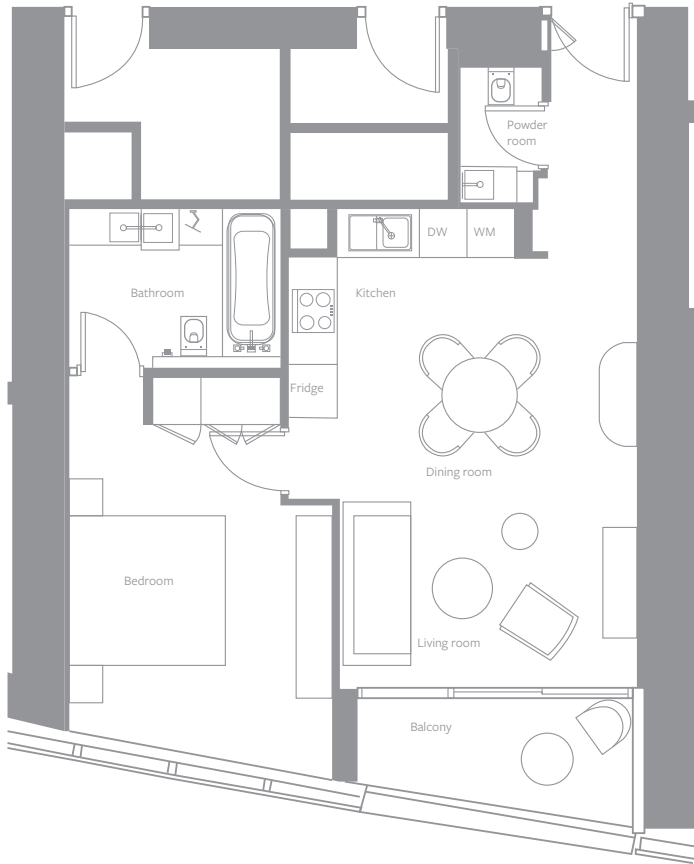 Powder
room
DW
WM
Bathroom
Kitchen
Fridge
Dining room
Bedroom
Living room
Balcony